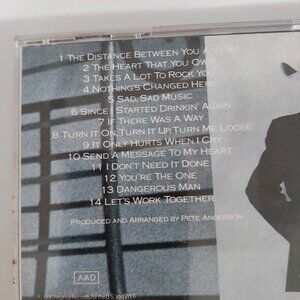 1 The Distance Between You and Me
2 The Heart That You Own
3 Takes A Lot To Rock You
4 Nothing's Changed Here
5 Sad, Sad Music
6 Since I Started Drinkin' Again
7 If There Was A Way
8 Turn It On, Turn It Up, Turn Me Loose
9 It Only Hurts When I Cry
10 Send A Message To My Heart
11 I Don't Need It Done
12 You're The One
13 Dangerous Man
14 Let's Work Together
Produced and Arranged by Pete Anderson
AAD